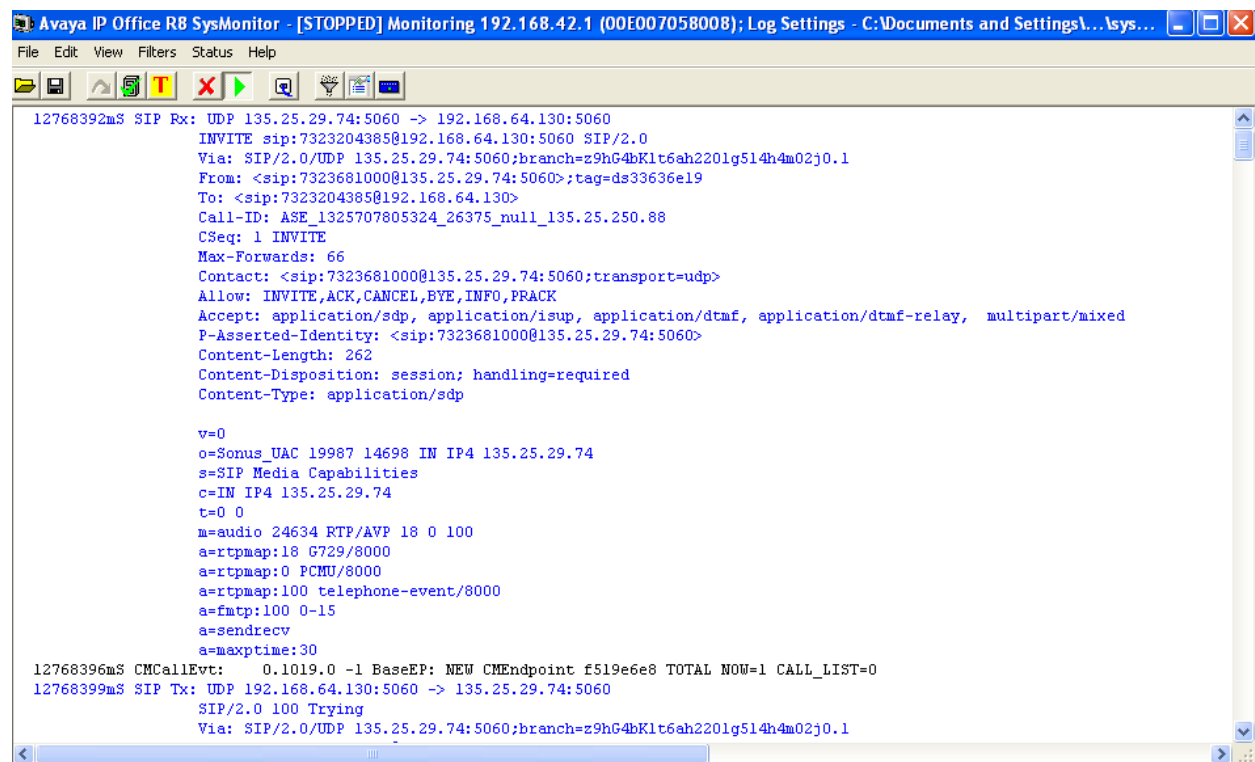 Avaya IP Office R8 SysMonitor - [STOPPED] Monitoring 192.168.42.1 (00E007058008); Log Settings - C:\Documents and Settings\...\sys...
File Edit View Filters Status Help
T X
12768392mS SIP Rx: UDP 135.25.29.74:5060 -> 192.168.64.130:5060
INVITE sip:7323204385@192.168.64.130:5060 SIP/2.0
Via: SIP/2.0/UDP 135.25.29.74:5060;branch=z9hG4bK1t6ah2201g514h4m02j0.1
From: <sip:7323681000@135.25.29.74:5060>;tag=ds33636e19
To: <sip:7323204385@192.168.64.130>
Call-ID: ASE_1325707805324_26375_null_135.25.250.88
CSeq: 1 INVITE
Max-Forwards: 66
Contact: <sip:7323681000@135.25.29.74:5060;transport=udp>
Allow: INVITE,ACK,CANCEL,BYE,INFO,PRACK
Accept: application/sdp, application/isup, application/dtmf, application/dtmf-relay,  multipart/mixed
P-Asserted-Identity: <sip:7323681000@135.25.29.74:5060>
Content-Length: 262
Content-Disposition: session; handling=required
Content-Type: application/sdp
v=0
o=Sonus_UAC 19987 14698 IN IP4 135.25.29.74
s=SIP Media Capabilities
c=IN IP4 135.25.29.74
t=0 0
m=audio 24634 RTP/AVP 18 0 100
a=rtpmap:18 G729/8000
a=rtpmap:0 PCMU/8000
a=rtpmap:100 telephone-event/8000
a=fmtp:100 0-15
a=sendrecv
a=maxptime:30
12768396mS CMCallEvt:    0.1019.0 -1 BaseEP: NEW CMEndpoint f519e6e8 TOTAL NOW=1 CALL_LIST=0
12768399mS SIP Tx: UDP 192.168.64.130:5060 -> 135.25.29.74:5060
SIP/2.0 100 Trying
Via: SIP/2.0/UDP 135.25.29.74:5060;branch=z9hG4bK1t6ah2201g514h4m02j0.1